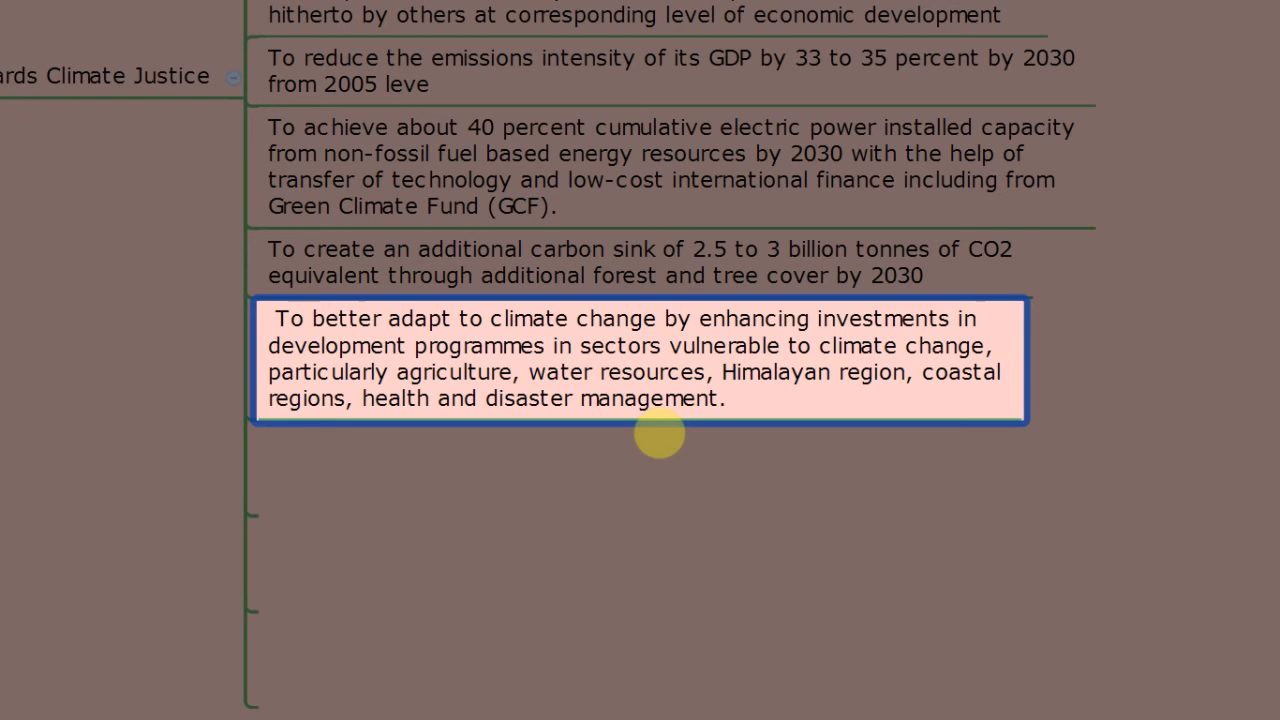 hitherto by others at corresponding level of economic development
To reduce the emissions intensity of its GDP by 33 to 35 percent by 2030
from 2005 leve
ards Climate Justice
To achieve about 40 percent cumulative electric power installed capacity
from non-fossil fuel based energy resources by 2030 with the help of
transfer of technology and low-cost international finance including from
Green Climate Fund (GCF).
To create an additional carbon sink of 2.5 to 3 billion tonnes of CO2
equivalent through additional forest and tree cover by 2030
To better adapt to climate change by enhancing investments in
development programmes in sectors vulnerable to climate change,
particularly agriculture, water resources, Himalayan region, coastal
regions, health and disaster management.